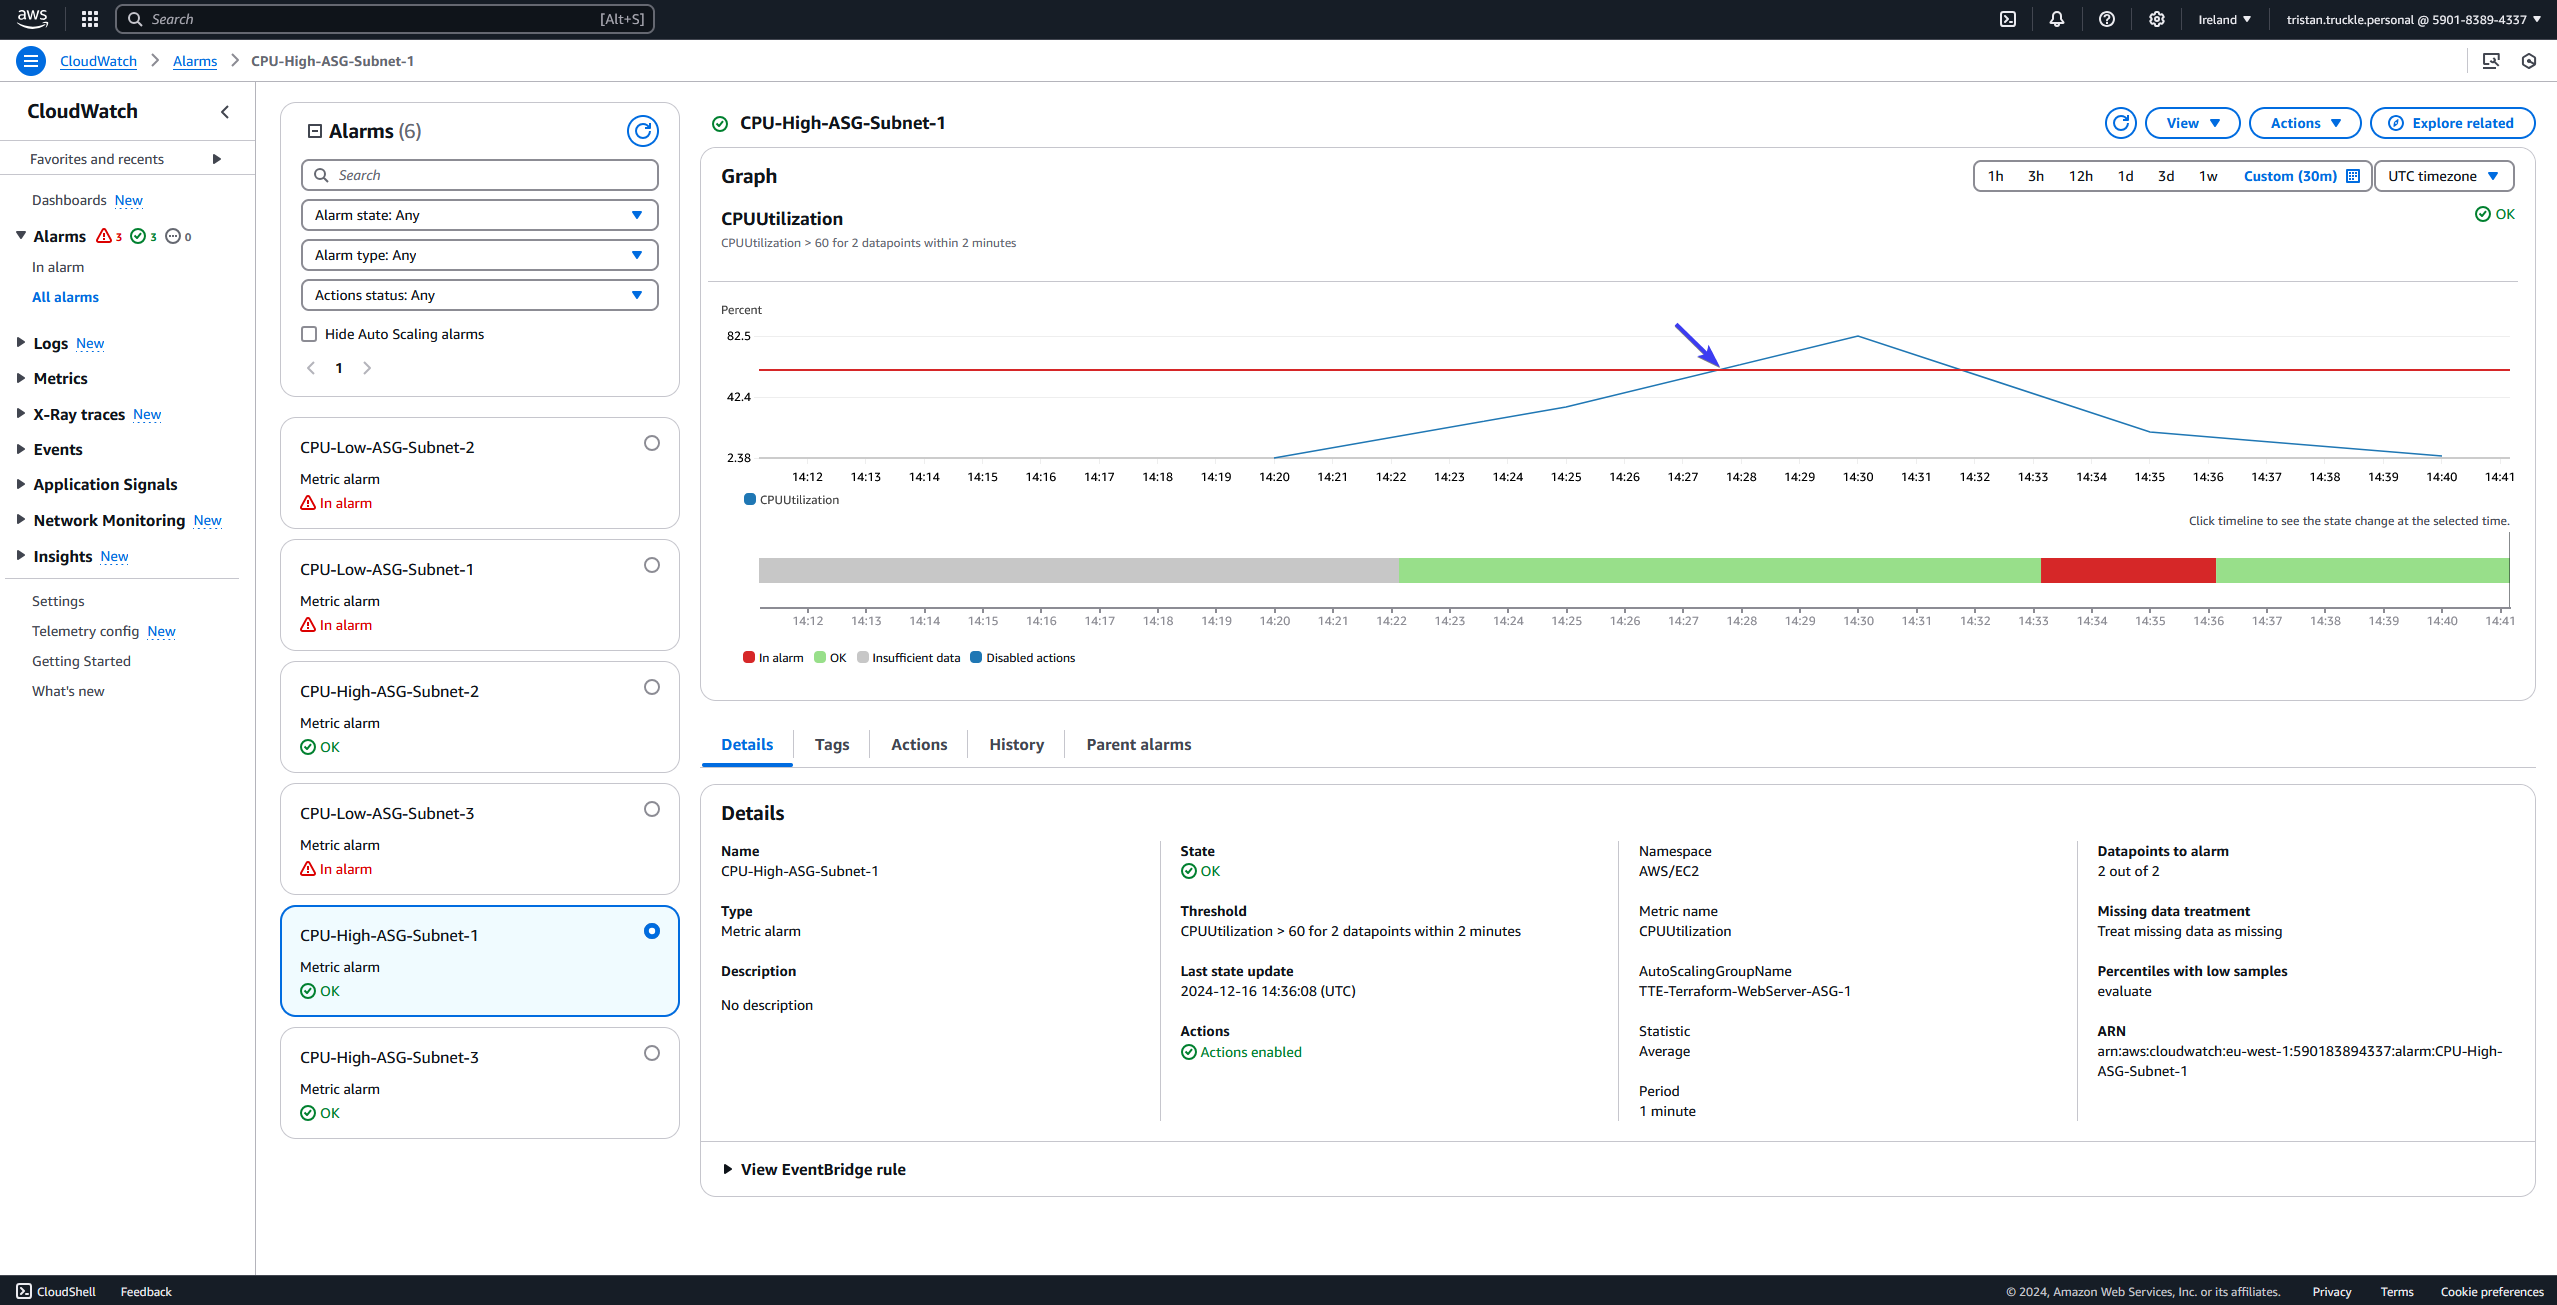 aws
Search [Alt+S]
Ireland
tristan.truckle.personal @ 5901-8389-4337
CloudWatch
Alarms
CPU-High-ASG-Subnet-1
CloudWatch
Favorites and recents
Dashboards New
Alarms 3 3 0
In alarm
All alarms
Logs New
Metrics
X-Ray traces New
Events
Application Signals
Network Monitoring New
Insights New
Settings
Telemetry config New
Getting Started
What's new
Alarms (6)
Search
Alarm state: Any
Alarm type: Any
Actions status: Any
Hide Auto Scaling alarms
1
CPU-Low-ASG-Subnet-2
Metric alarm
In alarm
CPU-Low-ASG-Subnet-1
Metric alarm
In alarm
CPU-High-ASG-Subnet-2
Metric alarm
OK
CPU-Low-ASG-Subnet-3
Metric alarm
In alarm
CPU-High-ASG-Subnet-1
Metric alarm
OK
CPU-High-ASG-Subnet-3
Metric alarm
OK
CPU-High-ASG-Subnet-1
View
Actions
Explore related
Graph
1h 3h 12h 1d 3d 1w Custom (30m)
UTC timezone
CPUUtilization
OK
CPUUtilization > 60 for 2 datapoints within 2 minutes
Percent
82.5
42.4
2.38
14:12 14:13 14:14 14:15 14:16 14:17 14:18 14:19 14:20 14:21 14:22 14:23 14:24 14:25 14:26 14:27 14:28 14:29 14:30 14:31 14:32 14:33 14:34 14:35 14:36 14:37 14:38 14:39 14:40 14:41
CPUUtilization
Click timeline to see the state change at the selected time.
14:12 14:13 14:14 14:15 14:16 14:17 14:18 14:19 14:20 14:21 14:22 14:23 14:24 14:25 14:26 14:27 14:28 14:29 14:30 14:31 14:32 14:33 14:34 14:35 14:36 14:37 14:38 14:39 14:40 14:41
In alarm OK Insufficient data Disabled actions
Details Tags Actions History Parent alarms
Details
Name
CPU-High-ASG-Subnet-1
Type
Metric alarm
Description
No description
State
OK
Threshold
CPUUtilization > 60 for 2 datapoints within 2 minutes
Last state update
2024-12-16 14:36:08 (UTC)
Actions
Actions enabled
Namespace
AWS/EC2
Metric name
CPUUtilization
AutoScalingGroupName
TTE-Terraform-WebServer-ASG-1
Statistic
Average
Period
1 minute
Datapoints to alarm
2 out of 2
Missing data treatment
Treat missing data as missing
Percentiles with low samples
evaluate
ARN
arn:aws:cloudwatch:eu-west-1:590183894337:alarm:CPU-High-
ASG-Subnet-1
View EventBridge rule
CloudShell
Feedback
© 2024, Amazon Web Services, Inc. or its affiliates.
Privacy
Terms
Cookie preferences